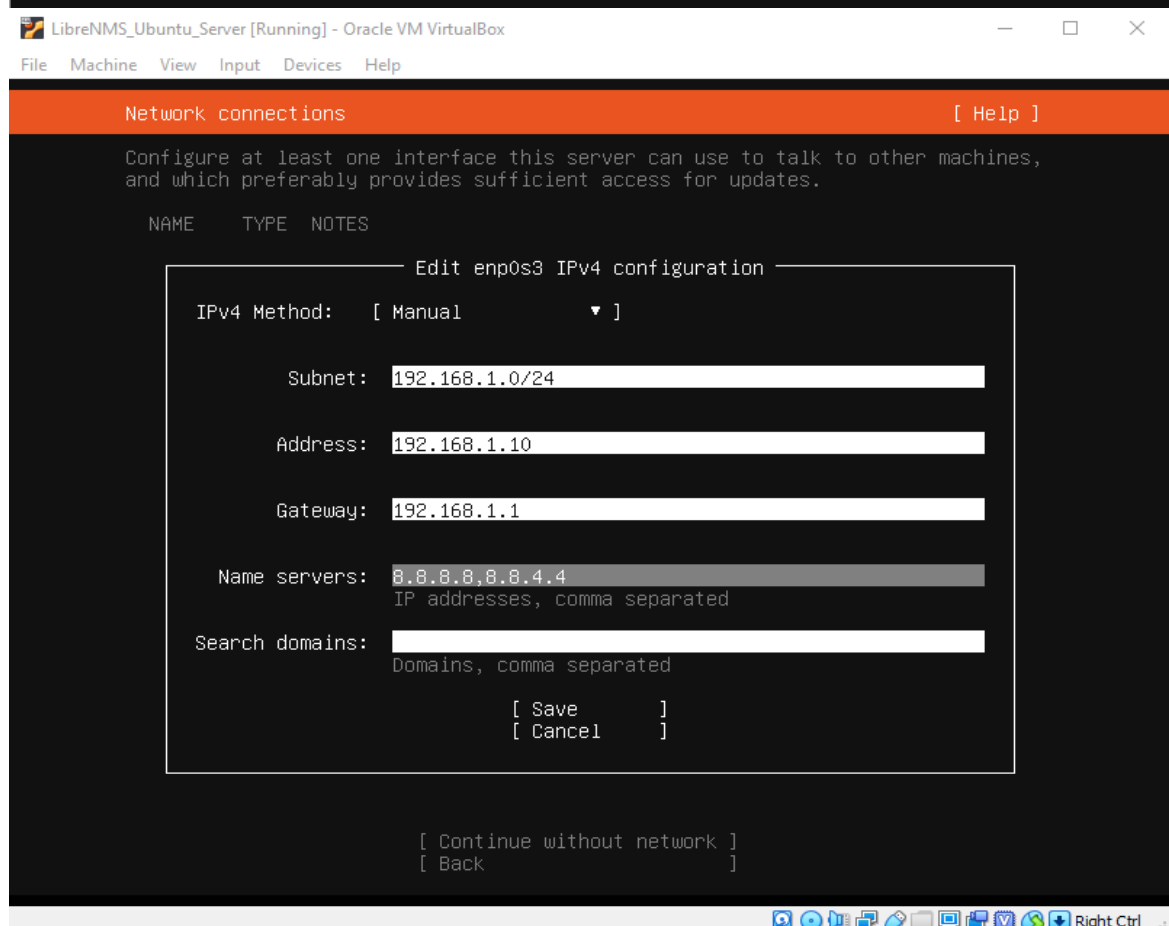 LibreNMS_Ubuntu_Server [Running] - Oracle VM VirtualBox
File Machine View Input Devices Help
Network connections [ Help ]
Configure at least one interface this server can use to talk to other machines,
and which preferably provides sufficient access for updates.
NAME TYPE NOTES
Edit enp0s3 IPv4 configuration
IPv4 Method: [ Manual ▾ ]
Subnet: 192.168.1.0/24
Address: 192.168.1.10
Gateway: 192.168.1.1
Name servers: 8.8.8.8,8.8.4.4
IP addresses, comma separated
Search domains:
Domains, comma separated
[ Save ]
[ Cancel ]
[ Continue without network ]
[ Back ]
Right Ctrl